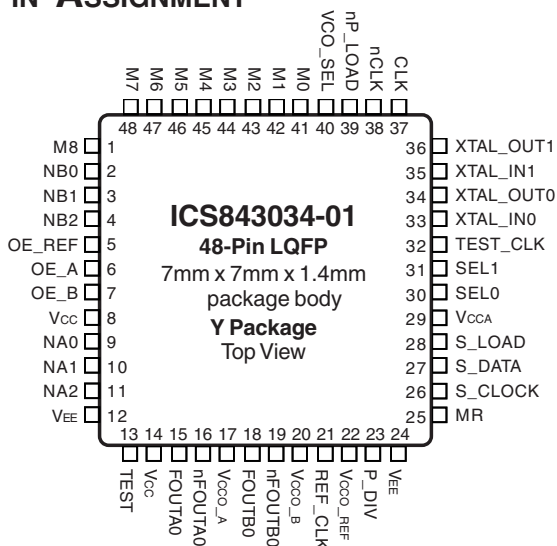 IN ASSIGNMENT
M7 M6 M5 M4 M3 M2 M1 M0 VCO_SEL nP_LOAD nCLK CLK
48 47 46 45 44 43 42 41 40 39 38 37
M8 1 36 XTAL_OUT1
NB0 2 35 XTAL_IN1
NB1 3 34 XTAL_OUT0
NB2 4 33 XTAL_IN0
OE_REF 5 32 TEST_CLK
OE_A 6 31 SEL1
OE_B 7 30 SEL0
VCC 8 29 VCCA
NA0 9 28 S_LOAD
NA1 10 27 S_DATA
NA2 11 26 S_CLOCK
VEE 12 25 MR
ICS843034-01
48-Pin LQFP
7mm x 7mm x 1.4mm
package body
Y Package
Top View
13 14 15 16 17 18 19 20 21 22 23 24
TEST VCC FOUTA0 nFOUTA0 VCCO_A FOUTB0 nFOUTB0 VCCO_B REF_CLK VCCO_REF P_DIV VEE